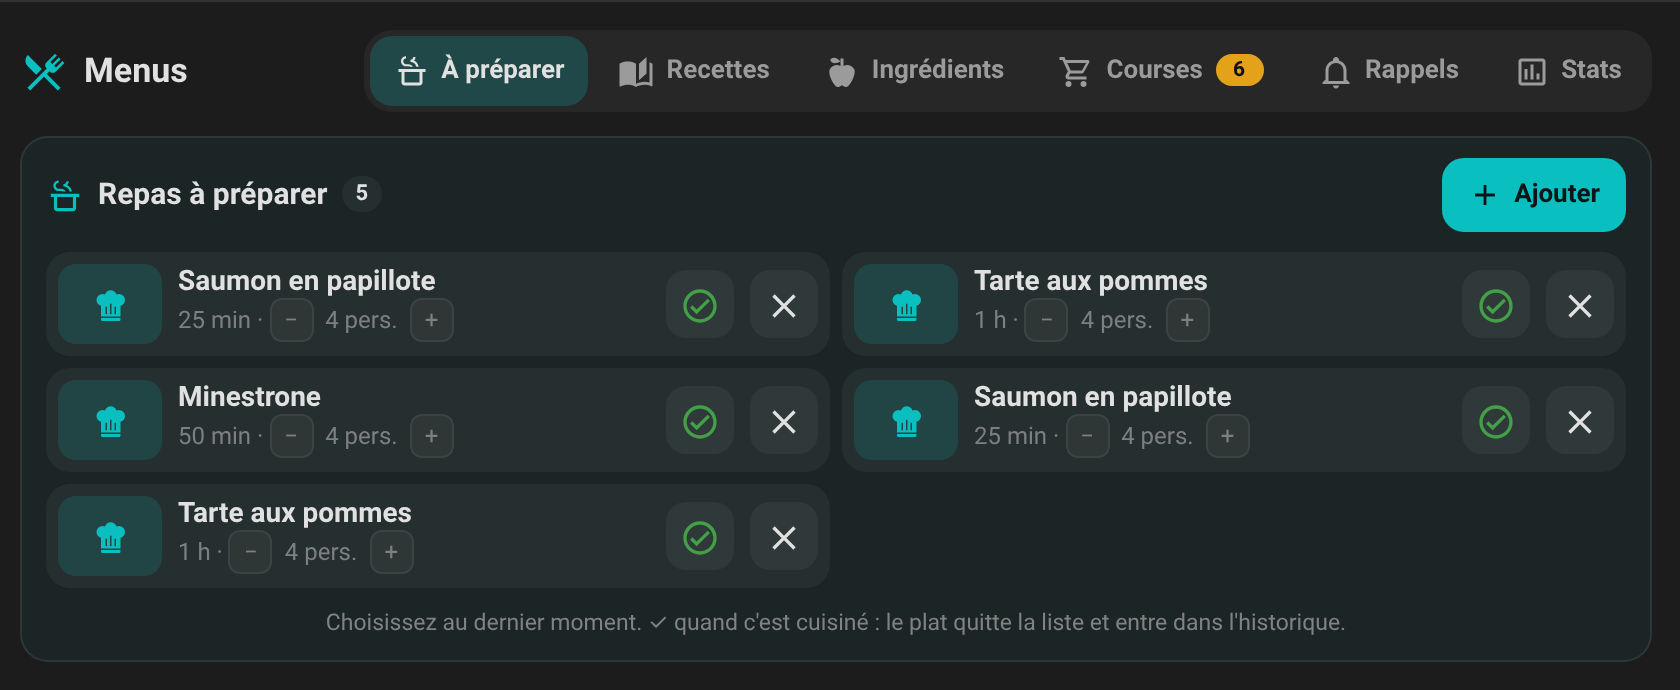 Menus
À préparer
Recettes
Ingrédients
Courses 6
Rappels
Stats
Repas à préparer 5
+ Ajouter
Saumon en papillote
25 min · − 4 pers. +
Tarte aux pommes
1 h · − 4 pers. +
Minestrone
50 min · − 4 pers. +
Saumon en papillote
25 min · − 4 pers. +
Tarte aux pommes
1 h · − 4 pers. +
Choisissez au dernier moment. ✓ quand c'est cuisiné : le plat quitte la liste et entre dans l'historique.